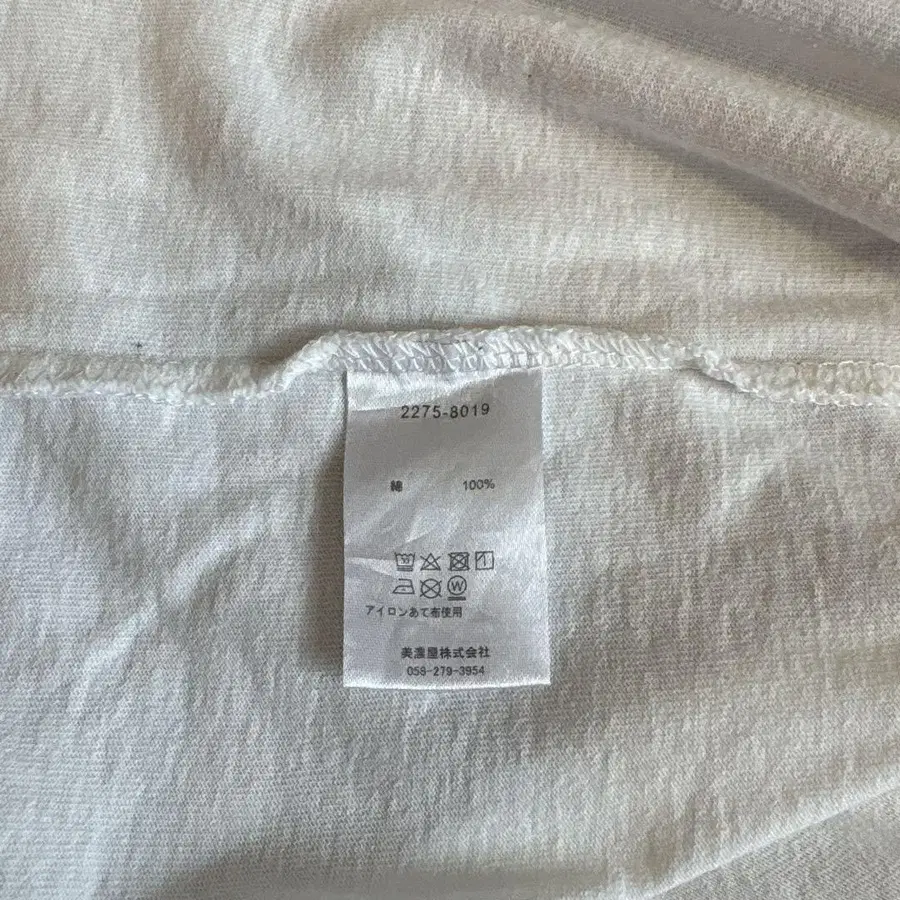 2275-8019
綿 100%
アイロンあて布使用
美濃屋株式会社
058-279-3954